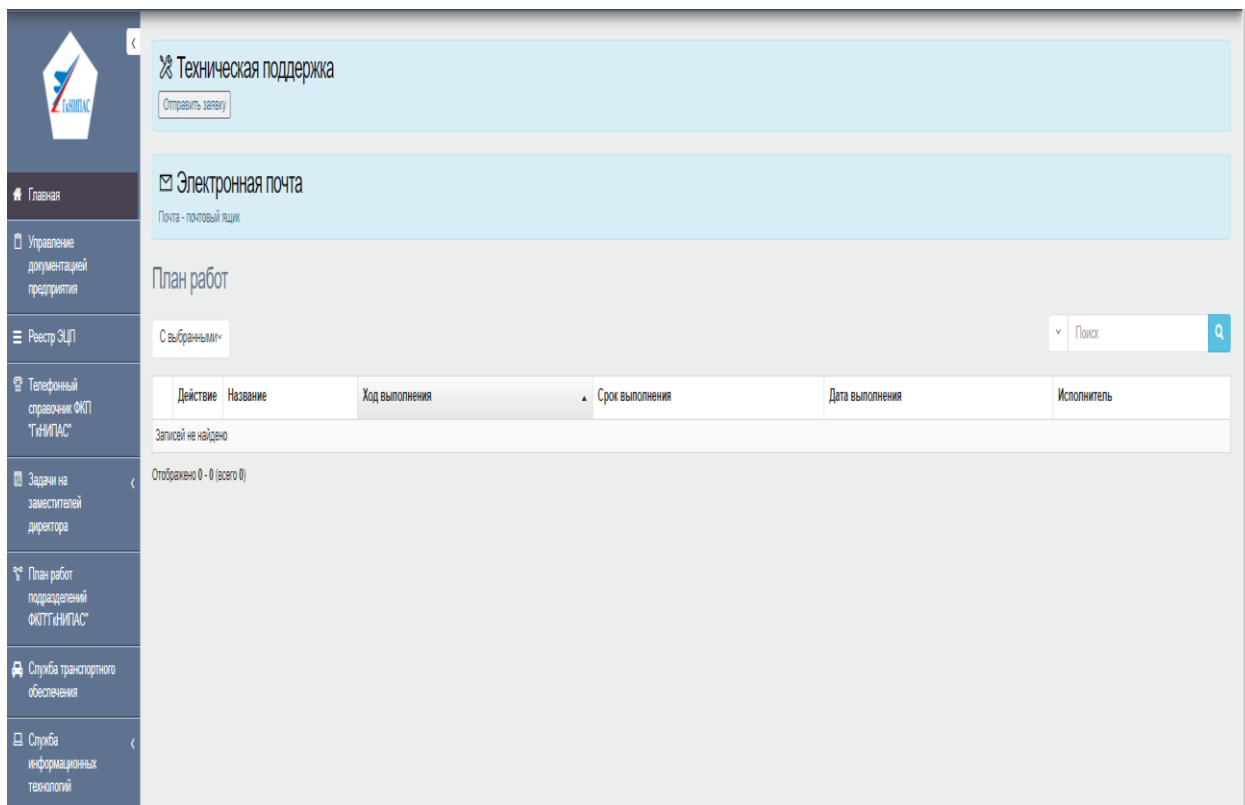 ГкНИПАС
Главная
Управление
документацией
предприятия
Реестр ЭЦП
Телефонный
справочник ФКП
"ГкНИПАС"
Задачи на
заместителей
директора
План работ
подразделений
ФКП"ГкНИПАС"
Служба транспортного
обеспечения
Служба
информационных
технологий
Техническая поддержка
Отправить заявку
Электронная почта
Почта - почтовый ящик
План работ
С выбранными
Поиск
Действие Название Ход выполнения Срок выполнения Дата выполнения Исполнитель
Записей не найдено
Отображено 0 - 0 (всего 0)